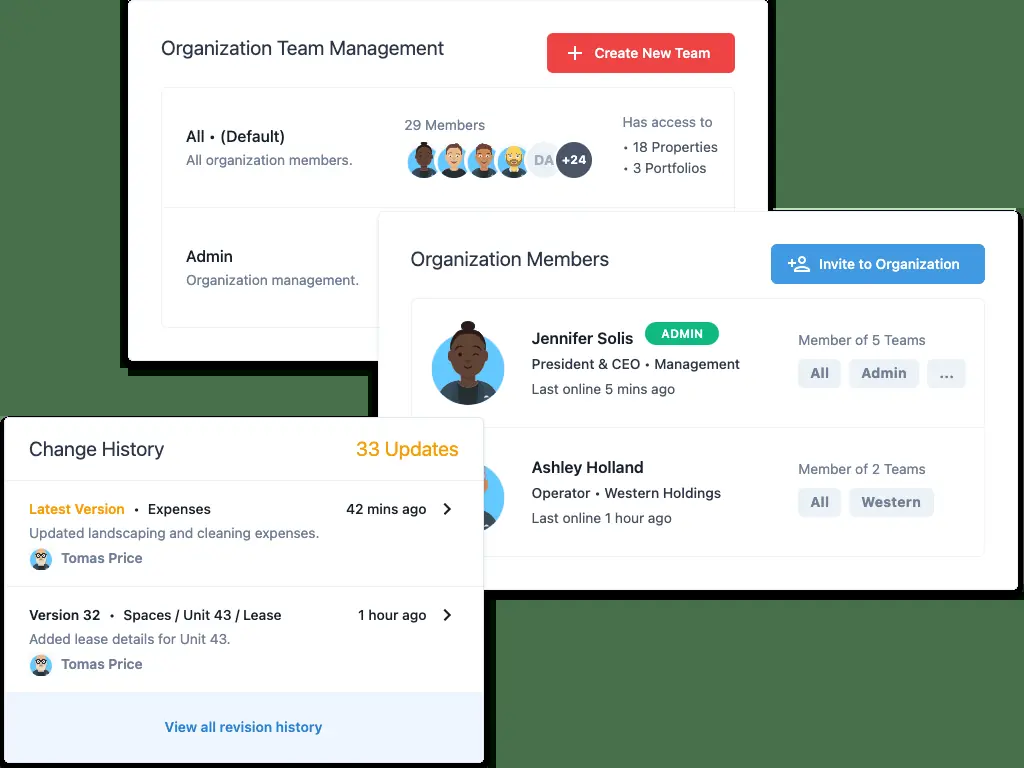 Organization Team Management
+ Create New Team
All • (Default)
All organization members.
29 Members
DA
+24
Has access to
• 18 Properties
• 3 Portfolios
Admin
Organization management.
Organization Members
Invite to Organization
Jennifer Solis
ADMIN
President & CEO • Management
Last online 5 mins ago
Member of 5 Teams
All
Admin
...
Ashley Holland
Operator • Western Holdings
Last online 1 hour ago
Member of 2 Teams
All
Western
Change History
33 Updates
Latest Version • Expenses
42 mins ago
Updated landscaping and cleaning expenses.
Tomas Price
Version 32 • Spaces / Unit 43 / Lease
1 hour ago
Added lease details for Unit 43.
Tomas Price
View all revision history